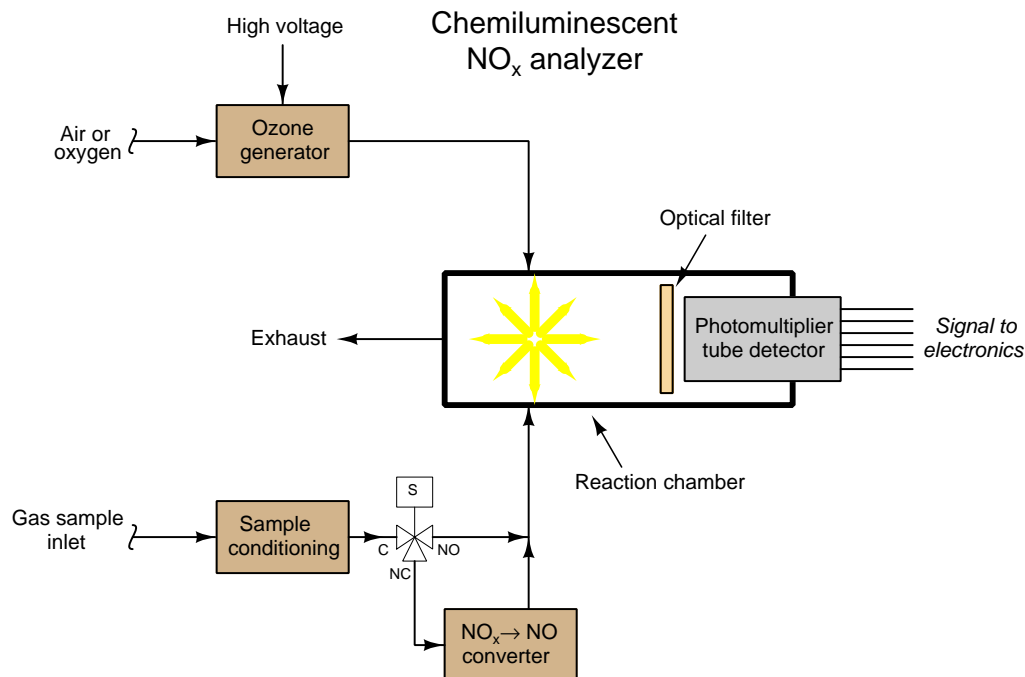 Chemiluminescent
NOx analyzer
High voltage
Air or
oxygen
Ozone
generator
Optical filter
Exhaust
Photomultiplier
tube detector
Signal to
electronics
Reaction chamber
S
Gas sample
inlet
Sample
conditioning
C
NO
NC
NOx→ NO
converter